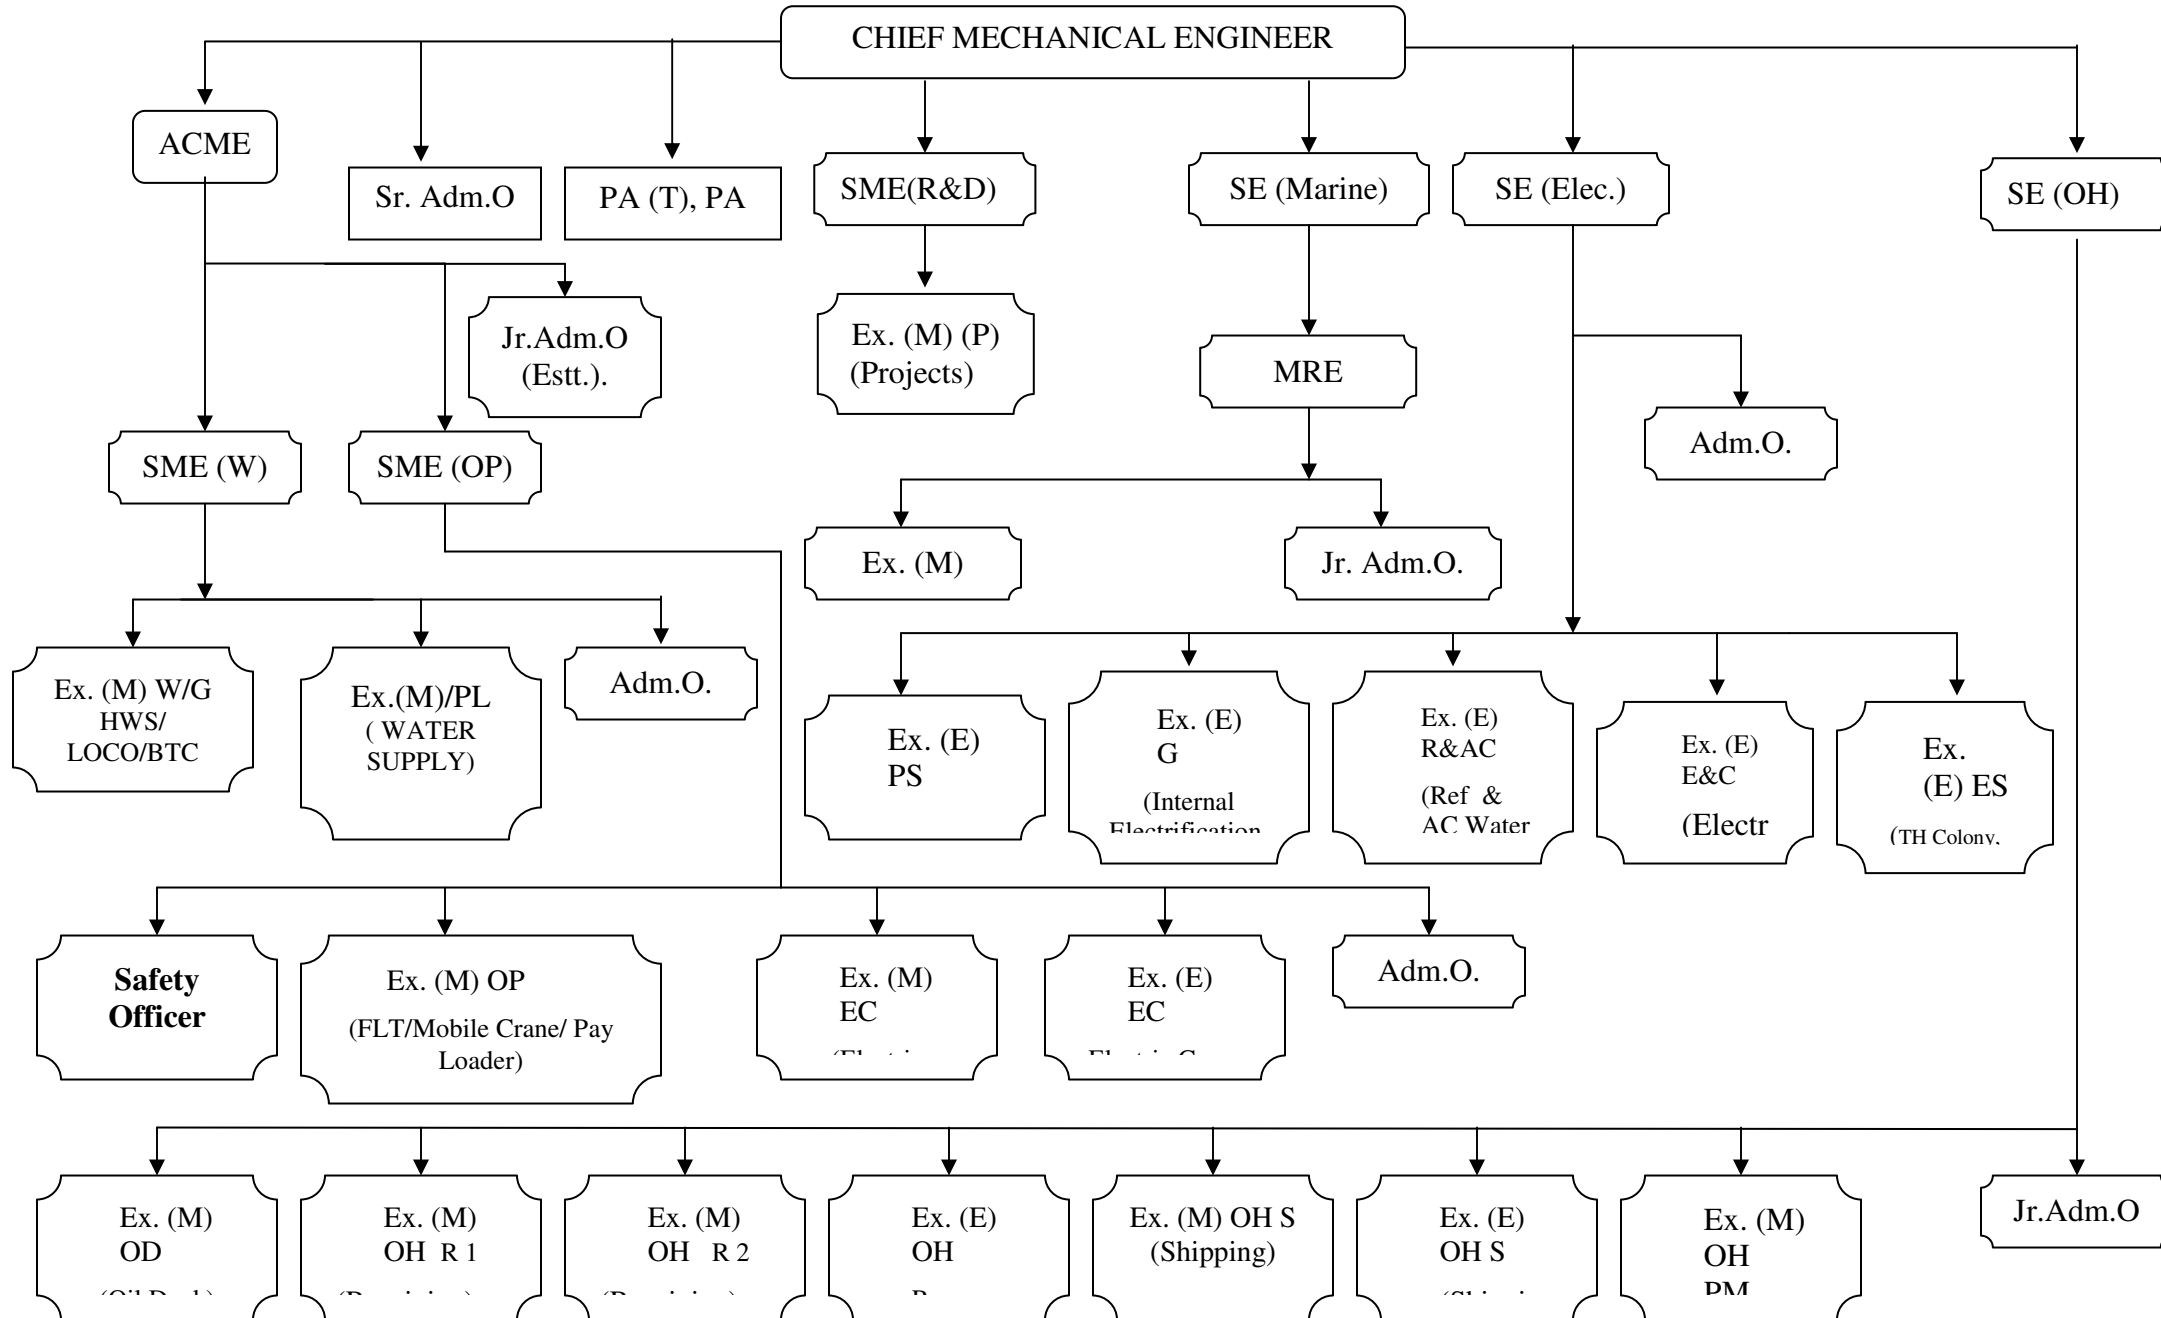 CHIEF MECHANICAL ENGINEER
ACME
Sr. Adm.O
PA (T), PA
SME(R&D)
SE (Marine)
SE (Elec.)
SE (OH)
Jr.Adm.O
(Estt.).
Ex. (M) (P)
(Projects)
MRE
Adm.O.
SME (W)
SME (OP)
Ex. (M)
Jr. Adm.O.
Ex. (M) W/G
HWS/
LOCO/BTC
Ex.(M)/PL
( WATER
SUPPLY)
Adm.O.
Ex. (E)
PS
Ex. (E)
G
(Internal
Electrification
Ex. (E)
R&AC
(Ref & 
AC Water
Ex. (E)
E&C
(Electr
Ex.
(E) ES
(TH Colony,
Safety
Officer
Ex. (M) OP
(FLT/Mobile Crane/ Pay
Loader)
Ex. (M)
EC
Ex. (E)
EC
Adm.O.
Ex. (M)
OD
Ex. (M)
OH R 1
Ex. (M)
OH R 2
Ex. (E)
OH
Ex. (M) OH S
(Shipping)
Ex. (E)
OH S
Ex. (M)
OH
PM
Jr.Adm.O